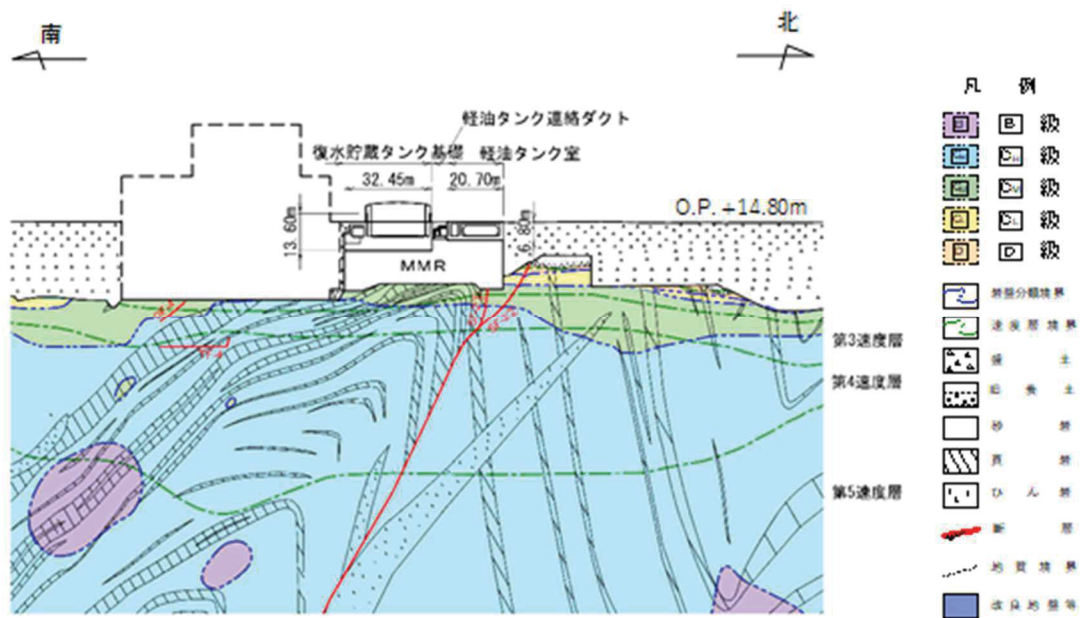 南
北
軽油タンク連絡ダクト
復水貯蔵タンク基礎
軽油タンク室
32.45m
20.70m
13.60m
6.80m
O.P. +14.80m
MMR
第3速度層
第4速度層
第5速度層
凡 例
B 級
CH 級
CM 級
CL 級
D 級
岩盤分類境界
速度層境界
盛 土
旧 表 土
砂 岩
頁 岩
ひ ん 岩
断 層
地 質 境 界
改 良 地 盤 等